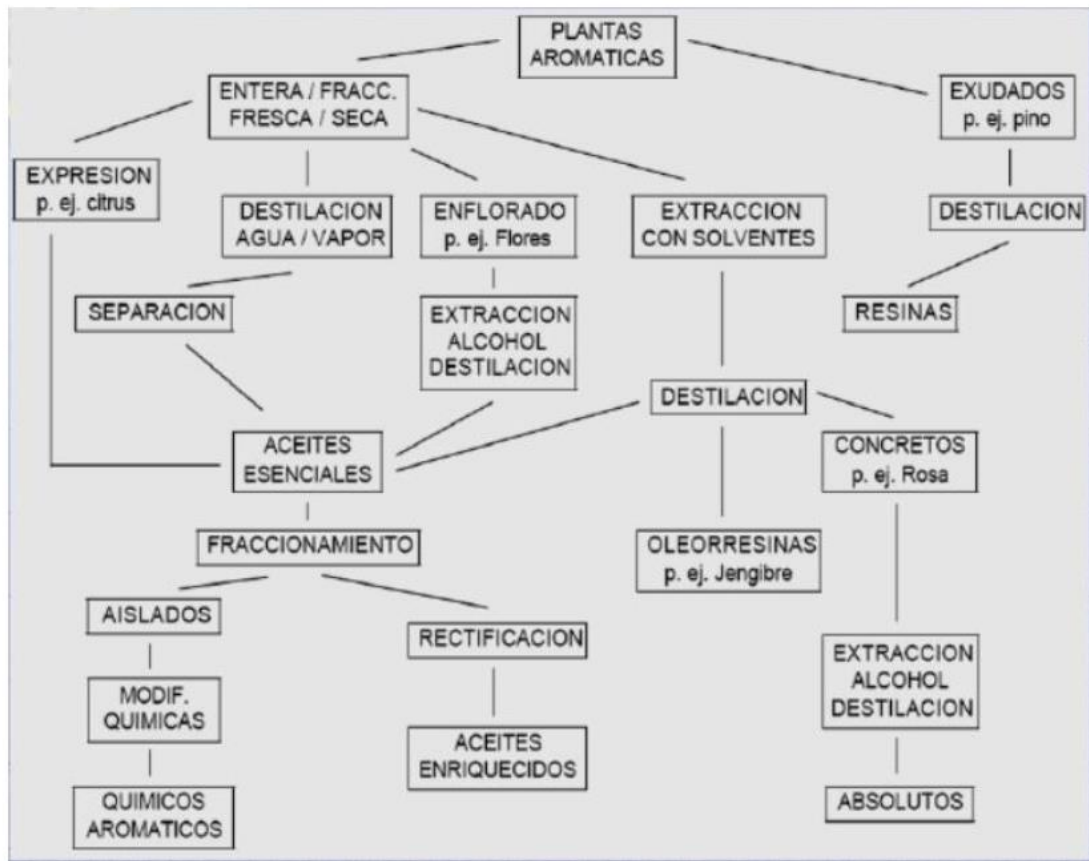 PLANTAS
AROMATICAS
ENTERA / FRACC.
FRESCA / SECA
EXUDADOS
p. ej. pino
EXPRESION
p. ej. citrus
DESTILACION
AGUA / VAPOR
ENFLORADO
p. ej. Flores
EXTRACCION
CON SOLVENTES
DESTILACION
SEPARACION
EXTRACCION
ALCOHOL
DESTILACION
RESINAS
DESTILACION
ACEITES
ESENCIALES
CONCRETOS
p. ej. Rosa
FRACCIONAMIENTO
OLEORRESINAS
p. ej. Jengibre
AISLADOS
RECTIFICACION
EXTRACCION
ALCOHOL
DESTILACION
MODIF.
QUIMICAS
ACEITES
ENRIQUECIDOS
QUIMICOS
AROMATICOS
ABSOLUTOS